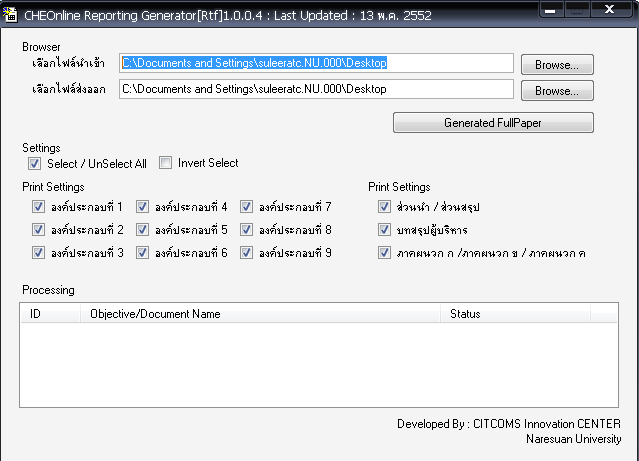 CHEOnline Reporting Generator[Rtf]1.0.0.4 : Last Updated : 13 พ.ค. 2552
Browser
เลือกไฟล์นำเข้า C:\Documents and Settings\suleeratc.NU.000\Desktop Browse...
เลือกไฟล์ส่งออก C:\Documents and Settings\suleeratc.NU.000\Desktop Browse...
Generated FullPaper
Settings
Select / UnSelect All Invert Select
Print Settings Print Settings
องค์ประกอบที่ 1 องค์ประกอบที่ 4 องค์ประกอบที่ 7 ส่วนนำ / ส่วนสรุป
องค์ประกอบที่ 2 องค์ประกอบที่ 5 องค์ประกอบที่ 8 บทสรุปผู้บริหาร
องค์ประกอบที่ 3 องค์ประกอบที่ 6 องค์ประกอบที่ 9 ภาคผนวก ก /ภาคผนวก ข / ภาคผนวก ค
Processing
ID Objective/Document Name Status
Developed By : CITCOMS Innovation CENTER
Naresuan University